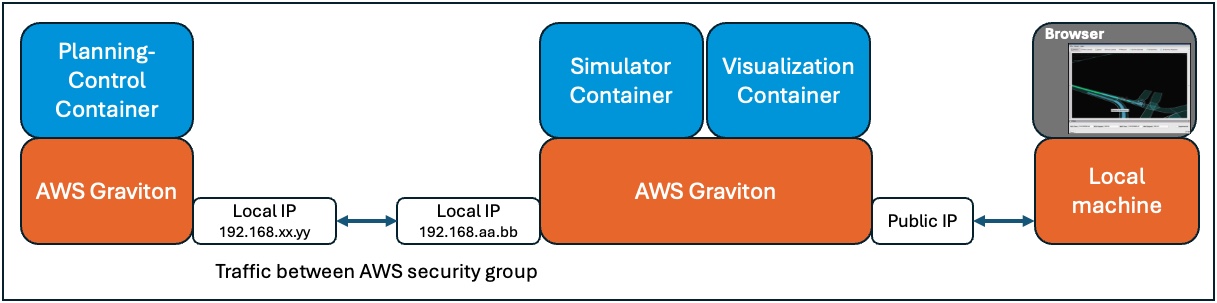 Planning-
Control
Container
AWS Graviton
Local IP
192.168.xx.yy
Local IP
192.168.aa.bb
Traffic between AWS security group
Simulator
Container
Visualization
Container
AWS Graviton
Public IP
Browser
Local
machine